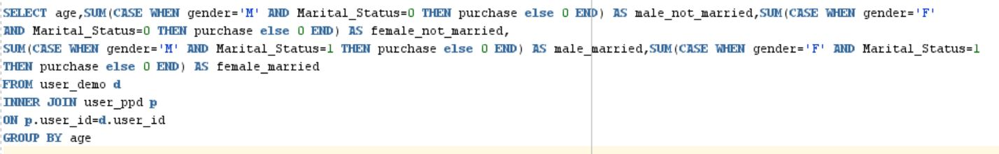 SELECT age,SUM(CASE WHEN gender='M' AND Marital_Status=0 THEN purchase else 0 END) AS male_not_married,SUM(CASE WHEN gender='F'
AND Marital_Status=0 THEN purchase else 0 END) AS female_not_married,
SUM(CASE WHEN gender='M' AND Marital_Status=1 THEN purchase else 0 END) AS male_married,SUM(CASE WHEN gender='F' AND Marital_Status=1
THEN purchase else 0 END) AS female_married
FROM user_demo d
INNER JOIN user_ppd p
ON p.user_id=d.user_id
GROUP BY age